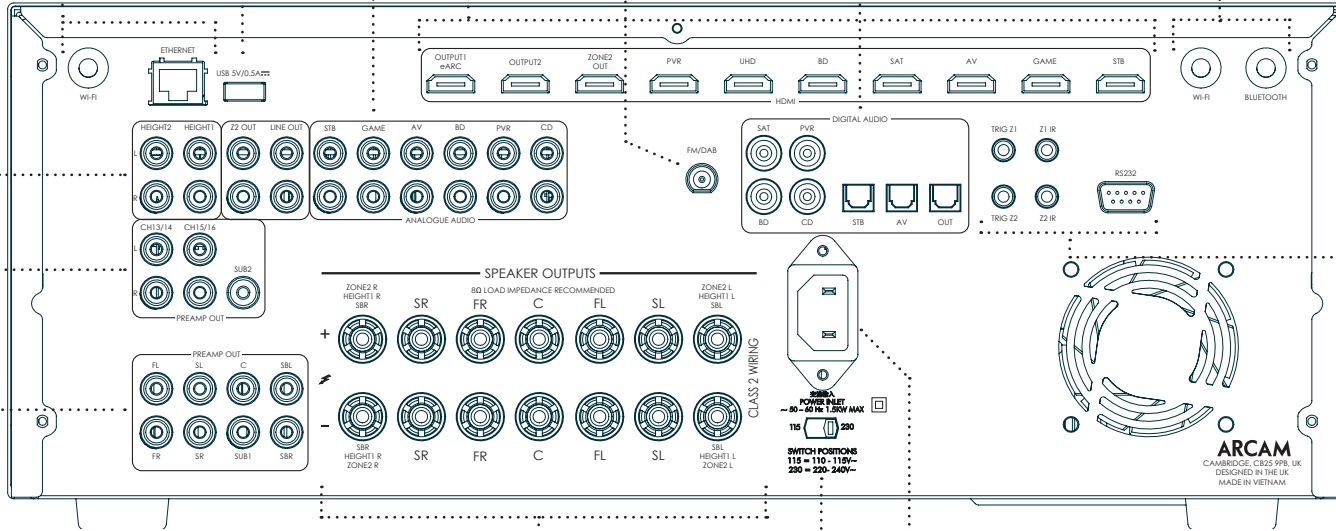 WI-FI
ETHERNET
USB 5V/0.5A
OUTPUT1 eARC
OUTPUT2
ZONE2 OUT
PVR
UHD
BD
SAT
AV
GAME
STB
HDMI
WI-FI
BLUETOOTH
HEIGHT2
HEIGHT1
Z2 OUT
LINE OUT
STB
GAME
AV
BD
PVR
CD
L
R
ANALOGUE AUDIO
FM/DAB
DIGITAL AUDIO
SAT
PVR
BD
CD
STB
AV
OUT
TRIG Z1
Z1 IR
TRIG Z2
Z2 IR
RS232
CH13/14
CH15/16
L
R
SUB2
PREAMP OUT
PREAMP OUT
FL
SL
C
SBL
FR
SR
SUB1
SBR
SPEAKER OUTPUTS
8Ω LOAD IMPEDANCE RECOMMENDED
ZONE2 R
HEIGHT1 R
SBR
SR
FR
C
FL
SL
ZONE2 L
HEIGHT1 L
SBL
+
−
SBR
HEIGHT1 R
ZONE2 R
SR
FR
C
FL
SL
SBL
HEIGHT1 L
ZONE2 L
CLASS 2 WIRING
POWER INLET
~ 50 – 60 Hz 1.5KW MAX
115
230
SWITCH POSITIONS
115 = 110 - 115V~
230 = 220- 240V~
ARCAM
CAMBRIDGE, CB25 9PB, UK
DESIGNED IN THE UK
MADE IN VIETNAM